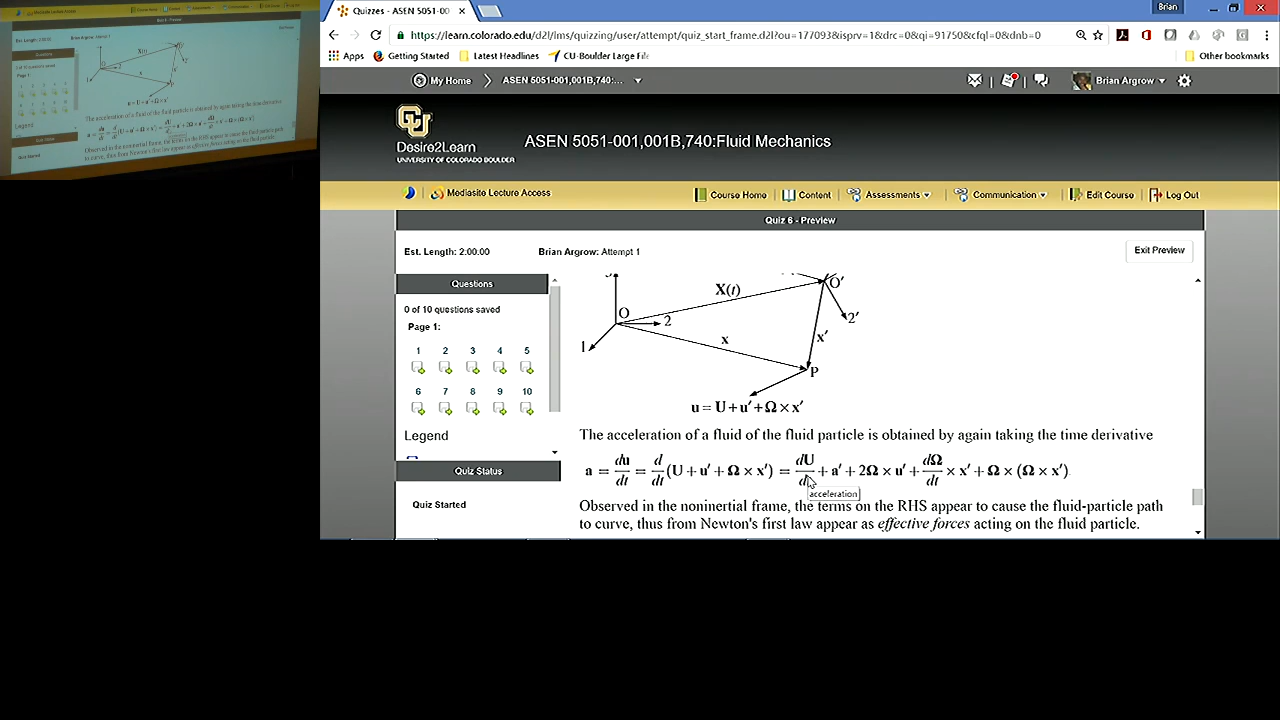 Quizzes - ASEN 5051-00
Brian
https://learn.colorado.edu/d2l/lms/quizzing/user/attempt/quiz_start_frame.d2l?ou=177093&isprv=1&drc=0&qi=91750&cfql=0&dnb=0
Apps
Getting Started
Latest Headlines
CU-Boulder Large File
Other bookmarks
My Home
ASEN 5051-001,001B,740:...
Brian Argrow
Desire2Learn
UNIVERSITY OF COLORADO BOULDER
ASEN 5051-001,001B,740:Fluid Mechanics
Mediasite Lecture Access
Course Home
Content
Assessments
Communication
Edit Course
Log Out
Quiz 6 - Preview
Est. Length: 2:00:00
Brian Argrow: Attempt 1
Exit Preview
Questions
0 of 10 questions saved
Page 1:
1 2 3 4 5
6 7 8 9 10
Legend
Quiz Status
Quiz Started
X(t)
O′
O
2
2′
x′
1
x
P
u = U + u′ + Ω × x′
The acceleration of a fluid of the fluid particle is obtained by again taking the time derivative
a = du/dt = d/dt (U + u′ + Ω × x′) = dU/d + a′ + 2Ω × u′ + dΩ/dt × x′ + Ω × (Ω × x′)
acceleration
Observed in the noninertial frame, the terms on the RHS appear to cause the fluid-particle path
to curve, thus from Newton's first law appear as effective forces acting on the fluid particle.